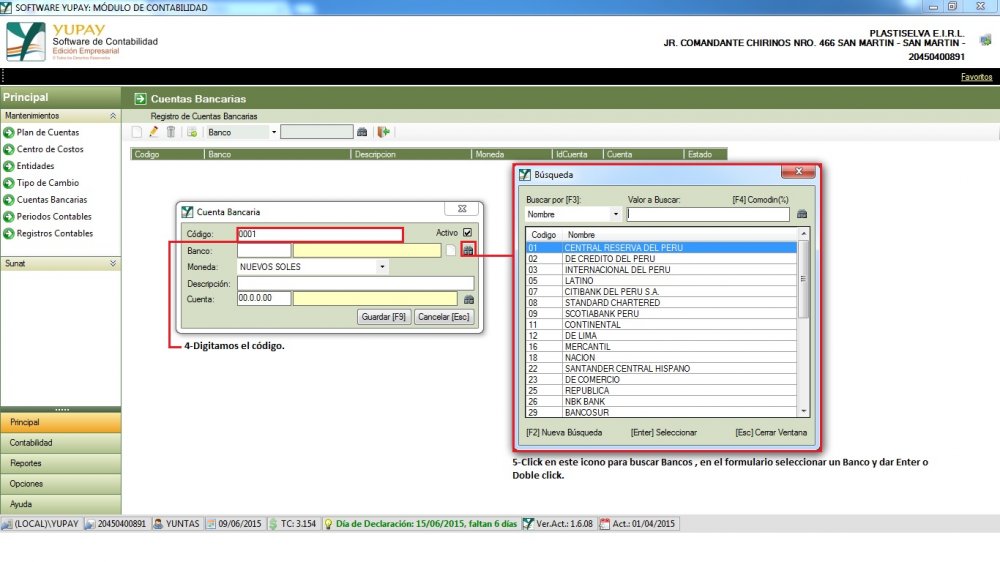 SOFTWARE YUPAY: MÓDULO DE CONTABILIDAD
YUPAY
Software de Contabilidad
Edición Empresarial
© Todos los Derechos Reservados
PLASTISELVA E.I.R.L.
JR. COMANDANTE CHIRINOS NRO. 466 SAN MARTIN - SAN MARTIN -
20450400891
Favoritos
Principal
Mantenimientos
Plan de Cuentas
Centro de Costos
Entidades
Tipo de Cambio
Cuentas Bancarias
Periodos Contables
Registros Contables
Sunat
Principal
Contabilidad
Reportes
Opciones
Ayuda
Cuentas Bancarias
Registro de Cuentas Bancarias
Banco
Codigo Banco Descripcion Moneda IdCuenta Cuenta Estado
Cuenta Bancaria
Código: 0001 Activo
Banco:
Moneda: NUEVOS SOLES
Descripción:
Cuenta: 00.0.0.00
Guardar [F9] Cancelar [Esc]
4-Digitamos el código.
Búsqueda
Buscar por [F3]: Valor a Buscar: [F4] Comodin(%)
Nombre
Codigo Nombre
01 CENTRAL RESERVA DEL PERU
02 DE CREDITO DEL PERU
03 INTERNACIONAL DEL PERU
05 LATINO
07 CITIBANK DEL PERU S.A.
08 STANDARD CHARTERED
09 SCOTIABANK PERU
11 CONTINENTAL
12 DE LIMA
16 MERCANTIL
18 NACION
22 SANTANDER CENTRAL HISPANO
23 DE COMERCIO
25 REPUBLICA
26 NBK BANK
29 BANCOSUR
[F2] Nueva Búsqueda [Enter] Seleccionar [Esc] Cerrar Ventana
5-Click en este icono para buscar Bancos , en el formulario seleccionar un Banco y dar Enter o
Doble click.
(LOCAL)\YUPAY 20450400891 YUNTAS 09/06/2015 TC: 3.154 Día de Declaración: 15/06/2015, faltan 6 días Ver.Act.: 1.6.08 Act.: 01/04/2015